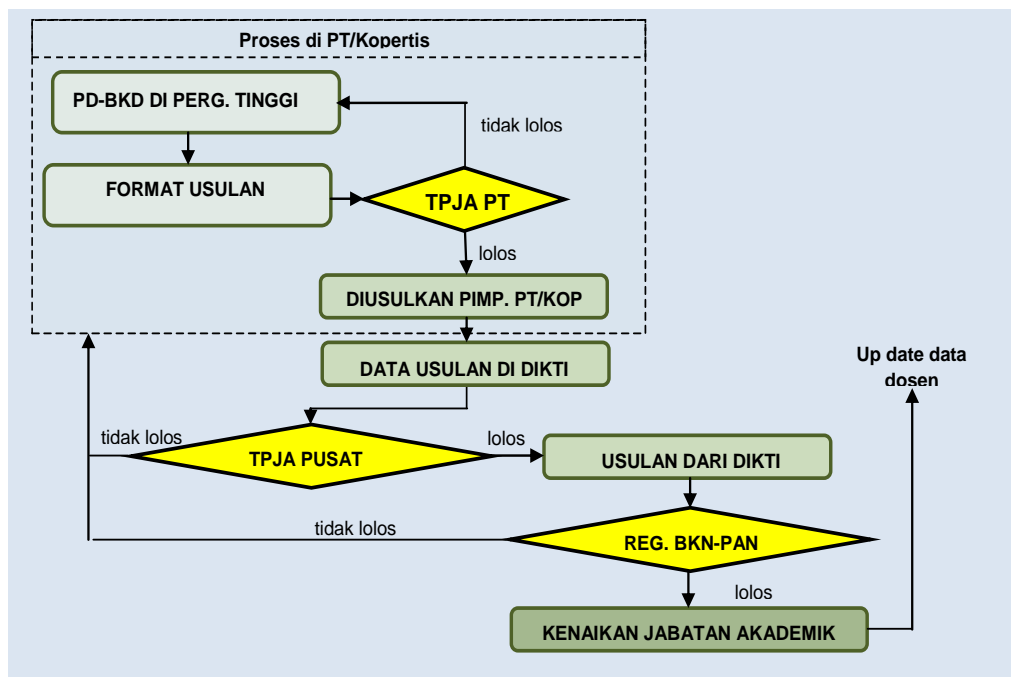 Proses di PT/Kopertis
PD-BKD DI PERG. TINGGI
tidak lolos
FORMAT USULAN
TPJA PT
lolos
DIUSULKAN PIMP. PT/KOP
DATA USULAN DI DIKTI
Up date data
dosen
tidak lolos
TPJA PUSAT
lolos
USULAN DARI DIKTI
tidak lolos
REG. BKN-PAN
lolos
KENAIKAN JABATAN AKADEMIK